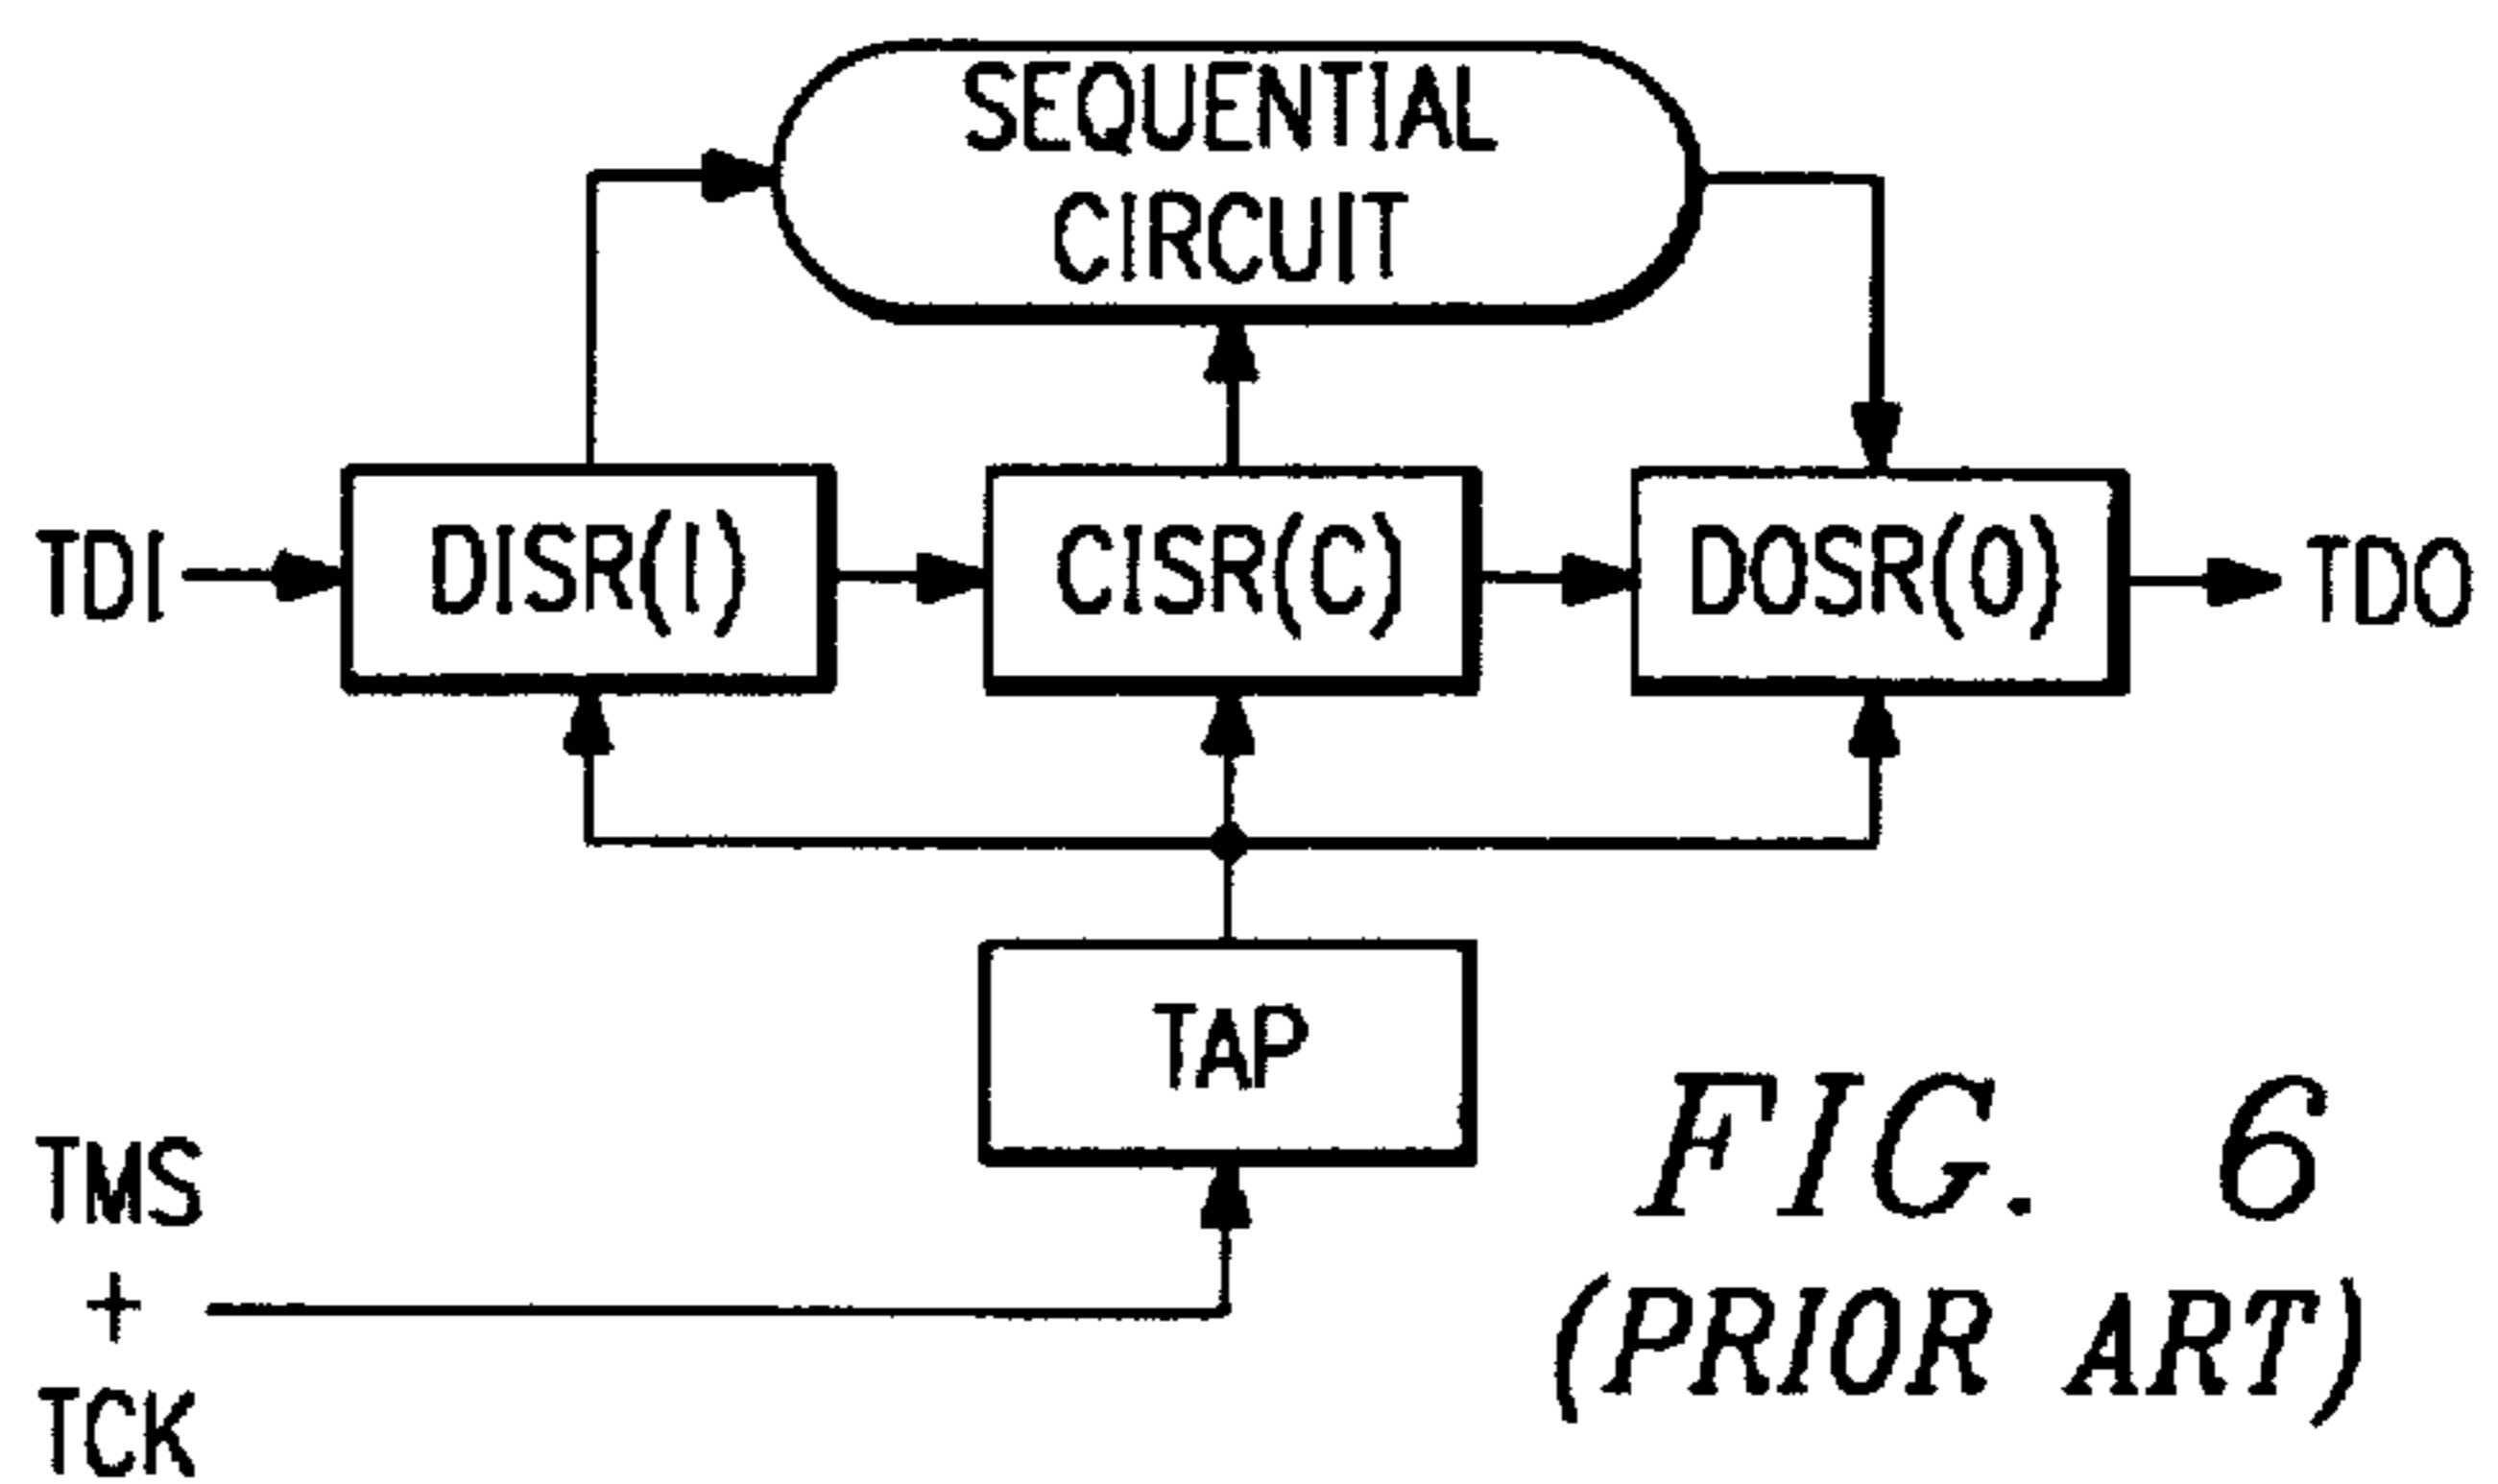 SEQUENTIAL
CIRCUIT
TDI
DISR(I)
CISR(C)
DOSR(O)
TDO
TAP
TMS
+
TCK
FIG. 6
(PRIOR ART)